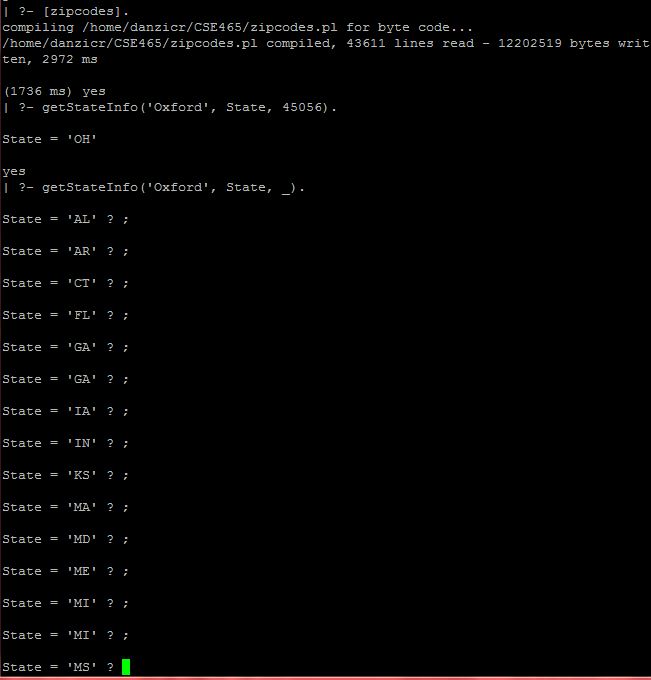 | ?- [zipcodes].
compiling /home/danzicr/CSE465/zipcodes.pl for byte code...
/home/danzicr/CSE465/zipcodes.pl compiled, 43611 lines read - 12202519 bytes writ
ten, 2972 ms
(1736 ms) yes
| ?- getStateInfo('Oxford', State, 45056).
State = 'OH'
yes
| ?- getStateInfo('Oxford', State, _).
State = 'AL' ? ;
State = 'AR' ? ;
State = 'CT' ? ;
State = 'FL' ? ;
State = 'GA' ? ;
State = 'GA' ? ;
State = 'IA' ? ;
State = 'IN' ? ;
State = 'KS' ? ;
State = 'MA' ? ;
State = 'MD' ? ;
State = 'ME' ? ;
State = 'MI' ? ;
State = 'MI' ? ;
State = 'MS' ?